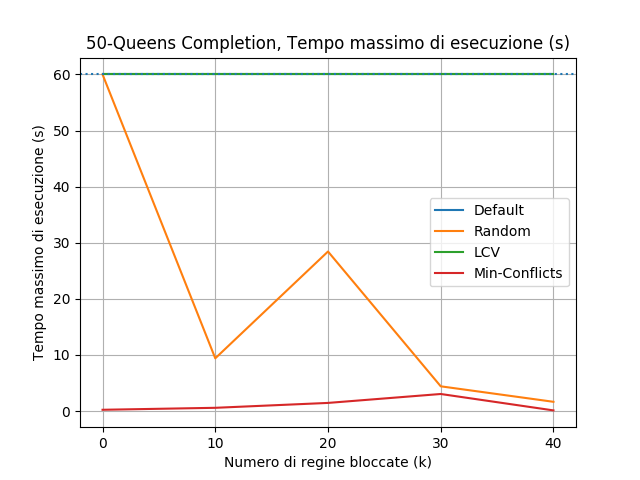 50-Queens Completion, Tempo massimo di esecuzione (s)
Tempo massimo di esecuzione (s)
60
50
40
30
20
10
0
Default
Random
LCV
Min-Conflicts
0 10 20 30 40
Numero di regine bloccate (k)